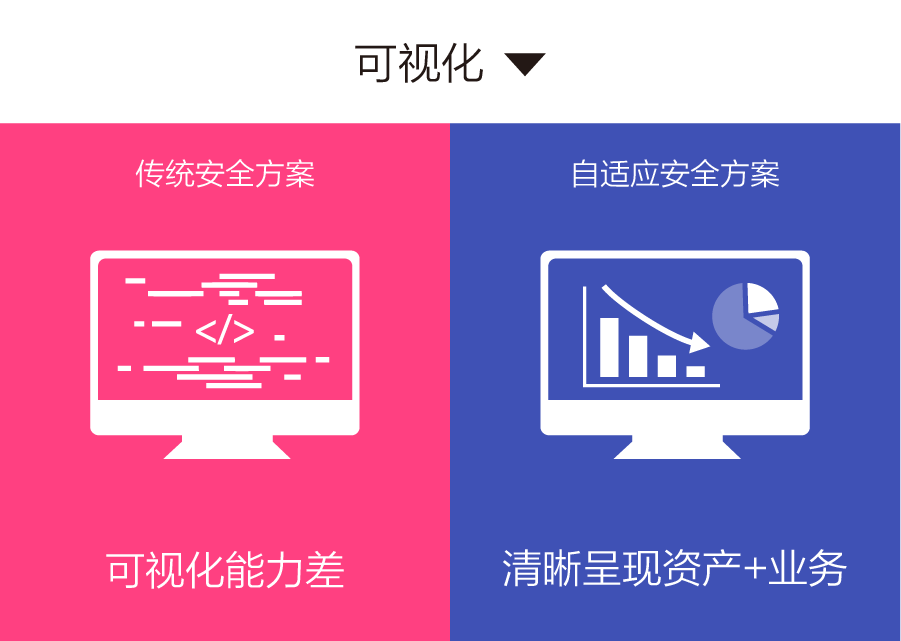 可视化
传统安全方案
自适应安全方案
</>
可视化能力差
清晰呈现资产+业务